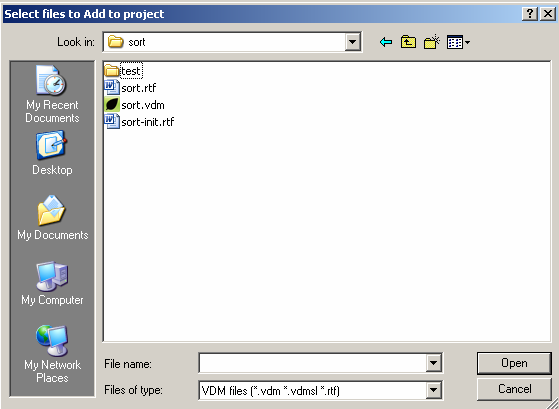 Select files to Add to project
Look in: sort
test
sort.rtf
sort.vdm
sort-init.rtf
My Recent
Documents
Desktop
My Documents
My Computer
My Network
Places
File name:
Open
Files of type: VDM files (*.vdm *.vdmsl *.rtf)
Cancel